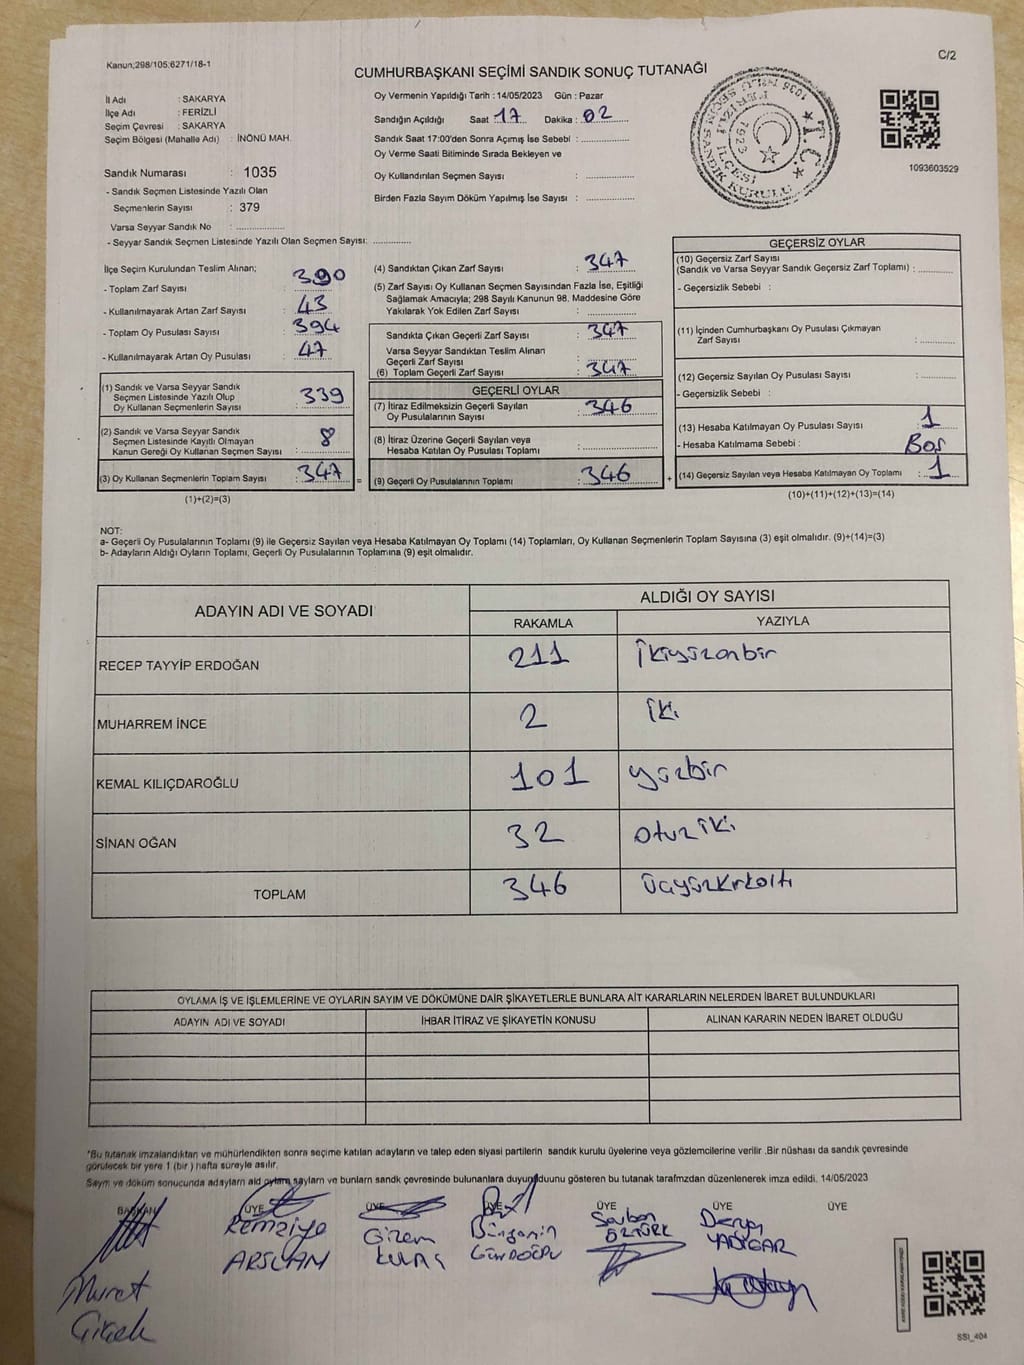 Kanun;298/105;6271/18-1
C/2
CUMHURBAŞKANI SEÇİMİ SANDIK SONUÇ TUTANAĞI
İl Adı : SAKARYA
İlçe Adı : FERİZLİ
Seçim Çevresi : SAKARYA
Seçim Bölgesi (Mahalle Adı) : İNÖNÜ MAH.
Sandık Numarası : 1035
- Sandık Seçmen Listesinde Yazılı Olan
Seçmenlerin Sayısı : 379
Varsa Seyyar Sandık No : ...............
- Seyyar Sandık Seçmen Listesinde Yazılı Olan Seçmen Sayısı: ............
Oy Vermenin Yapıldığı Tarih : 14/05/2023 Gün : Pazar
Sandığın Açıldığı Saat 17 Dakika : 02
Sandık Saat 17:00'den Sonra Açımış İse Sebebi : ...............
Oy Verme Saati Bitiminde Sırada Bekleyen ve
Oy Kullandırılan Seçmen Sayısı : ...............
Birden Fazla Sayım Döküm Yapılmış İse Sayısı : ...............
T.C.
FERİZLİ İLÇESİ
1035 NOLU SEÇİM SANDIK KURULU
1923
1093603529
İlçe Seçim Kurulundan Teslim Alınan;
- Toplam Zarf Sayısı : 390
- Kullanılmayarak Artan Zarf Sayısı : 43
- Toplam Oy Pusulası Sayısı : 394
- Kullanılmayarak Artan Oy Pusulası : 47
(1) Sandık ve Varsa Seyyar Sandık
Seçmen Listesinde Yazılı Olup
Oy Kullanan Seçmenlerin Sayısı : 339
(2) Sandık ve Varsa Seyyar Sandık
Seçmen Listesinde Kayıtlı Olmayan
Kanun Gereği Oy Kullanan Seçmen Sayısı : 8
(3) Oy Kullanan Seçmenlerin Toplam Sayısı : 347 =
(1)+(2)=(3)
(4) Sandıktan Çıkan Zarf Sayısı : 347
(5) Zarf Sayısı Oy Kullanan Seçmen Sayısından Fazla İse, Eşitliği
Sağlamak Amacıyla; 298 Sayılı Kanunun 98. Maddesine Göre
Yakılarak Yok Edilen Zarf Sayısı : ...............
Sandıkta Çıkan Geçerli Zarf Sayısı : 347
Varsa Seyyar Sandıktan Teslim Alınan
Geçerli Zarf Sayısı : ...............
(6) Toplam Geçerli Zarf Sayısı : 347
GEÇERLİ OYLAR
(7) İtiraz Edilmeksizin Geçerli Sayılan
Oy Pusulalarının Sayısı : 346
(8) İtiraz Üzerine Geçerli Sayılan veya
Hesaba Katılan Oy Pusulası Toplamı : ...............
(9) Geçerli Oy Pusulalarının Toplamı : 346 +
GEÇERSİZ OYLAR
(10) Geçersiz Zarf Sayısı
(Sandık ve Varsa Seyyar Sandık Geçersiz Zarf Toplamı) : ...........
- Geçersizlik Sebebi :
(11) İçinden Cumhurbaşkanı Oy Pusulası Çıkmayan
Zarf Sayısı : ...........
(12) Geçersiz Sayılan Oy Pusulası Sayısı : ...........
- Geçersizlik Sebebi :
(13) Hesaba Katılmayan Oy Pusulası Sayısı : 1
- Hesaba Katılmama Sebebi : Boş
(14) Geçersiz Sayılan veya Hesaba Katılmayan Oy Toplamı : 1
(10)+(11)+(12)+(13)=(14)
NOT:
a- Geçerli Oy Pusulalarının Toplamı (9) ile Geçersiz Sayılan veya Hesaba Katılmayan Oy Toplamı (14) Toplamları, Oy Kullanan Seçmenlerin Toplam Sayısına (3) eşit olmalıdır. (9)+(14)=(3)
b- Adayların Aldığı Oyların Toplamı, Geçerli Oy Pusulalarının Toplamına (9) eşit olmalıdır.
ADAYIN ADI VE SOYADI ALDIĞI OY SAYISI
RAKAMLA YAZIYLA
RECEP TAYYİP ERDOĞAN 211 İkiyüzonbir
MUHARREM İNCE 2 İki
KEMAL KILIÇDAROĞLU 101 yüzbir
SİNAN OĞAN 32 otuziki
TOPLAM 346 üçyüzkırkaltı
OYLAMA İŞ VE İŞLEMLERİNE VE OYLARIN SAYIM VE DÖKÜMÜNE DAİR ŞİKAYETLERLE BUNLARA AİT KARARLARIN NELERDEN İBARET BULUNDUKLARI
ADAYIN ADI VE SOYADI İHBAR İTİRAZ VE ŞİKAYETİN KONUSU ALINAN KARARIN NEDEN İBARET OLDUĞU
*Bu tutanak imzalandıktan ve mühürlendikten sonra seçime katılan adayların ve talep eden siyasi partilerin sandık kurulu üyelerine ve gözlemcilerine verilir .Bir nüshası da sandık çevresinde
görülecek bir yere 1 (bir ) hafta süreyle asılır.
Sayım ve döküm sonucunda adayların ald oyların sayların ve bunların sandk çevresinde bulunanlara duyurulduunu gösteren bu tutanak tarafmzdan düzenlenerek imza edildi. 14/05/2023
BAŞKAN ÜYE ÜYE ÜYE ÜYE ÜYE ÜYE
Murat Çiçek
Remziye ARSLAN
Gizem
Bünyamin GÜNDOĞDU
Şaban ÖZTÜRK
Derya YADİGAR
SSI_404